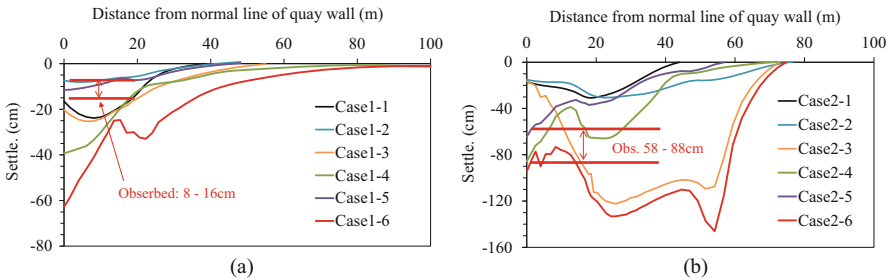 Distance from normal line of quay wall (m)
(a)
0 20 40 60 80 100
0
-20
-40
-60
-80
Settle. (cm)
Case1-1
Case1-2
Case1-3
Case1-4
Case1-5
Case1-6
Obserbed: 8 - 16cm
(a)
Distance from normal line of quay wall (m)
(b)
0 20 40 60 80 100
0
-40
-80
-120
-160
Settle. (cm)
Case2-1
Case2-2
Case2-3
Case2-4
Case2-5
Case2-6
Obs. 58 - 88cm
(b)